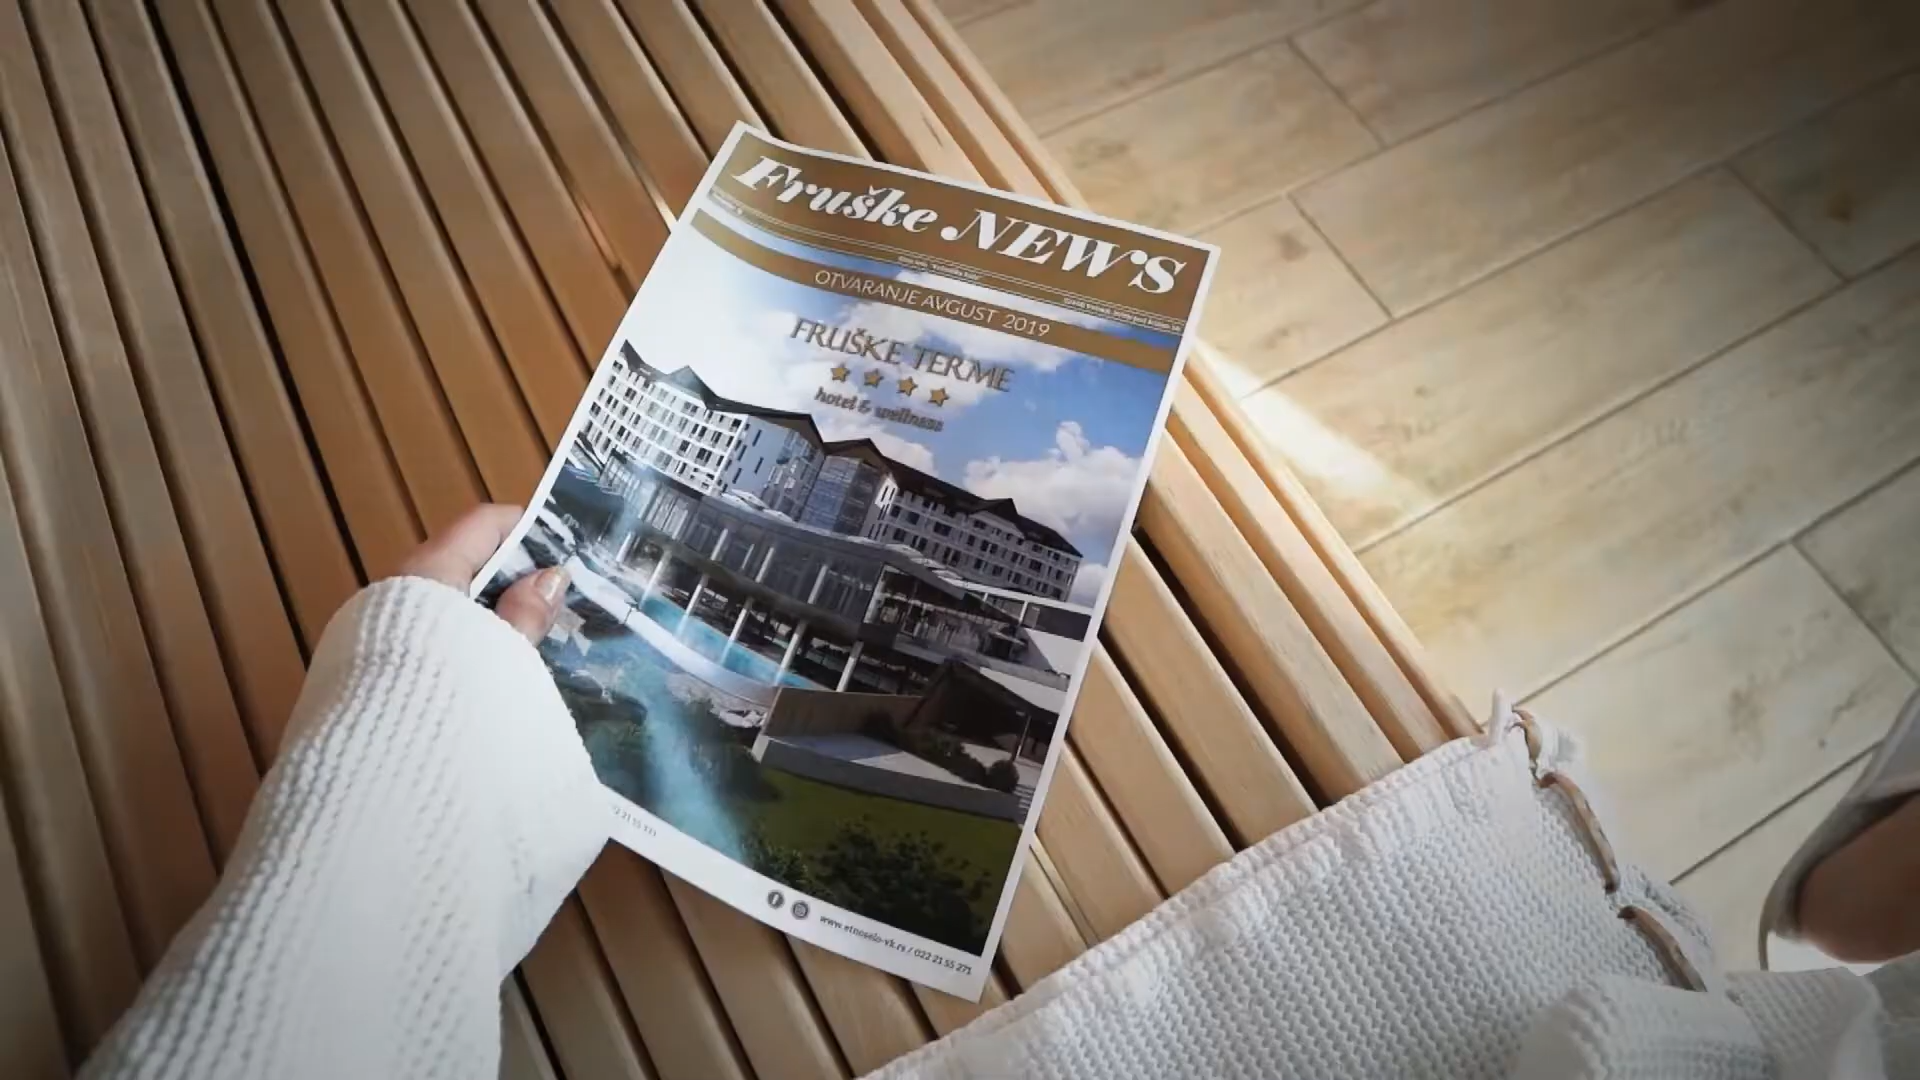 Fruške NEWS
OTVARANJE AVGUST 2019
FRUŠKE TERME
hotel & wellness
www.etnoselo-vk.rs / 022 21 55 271